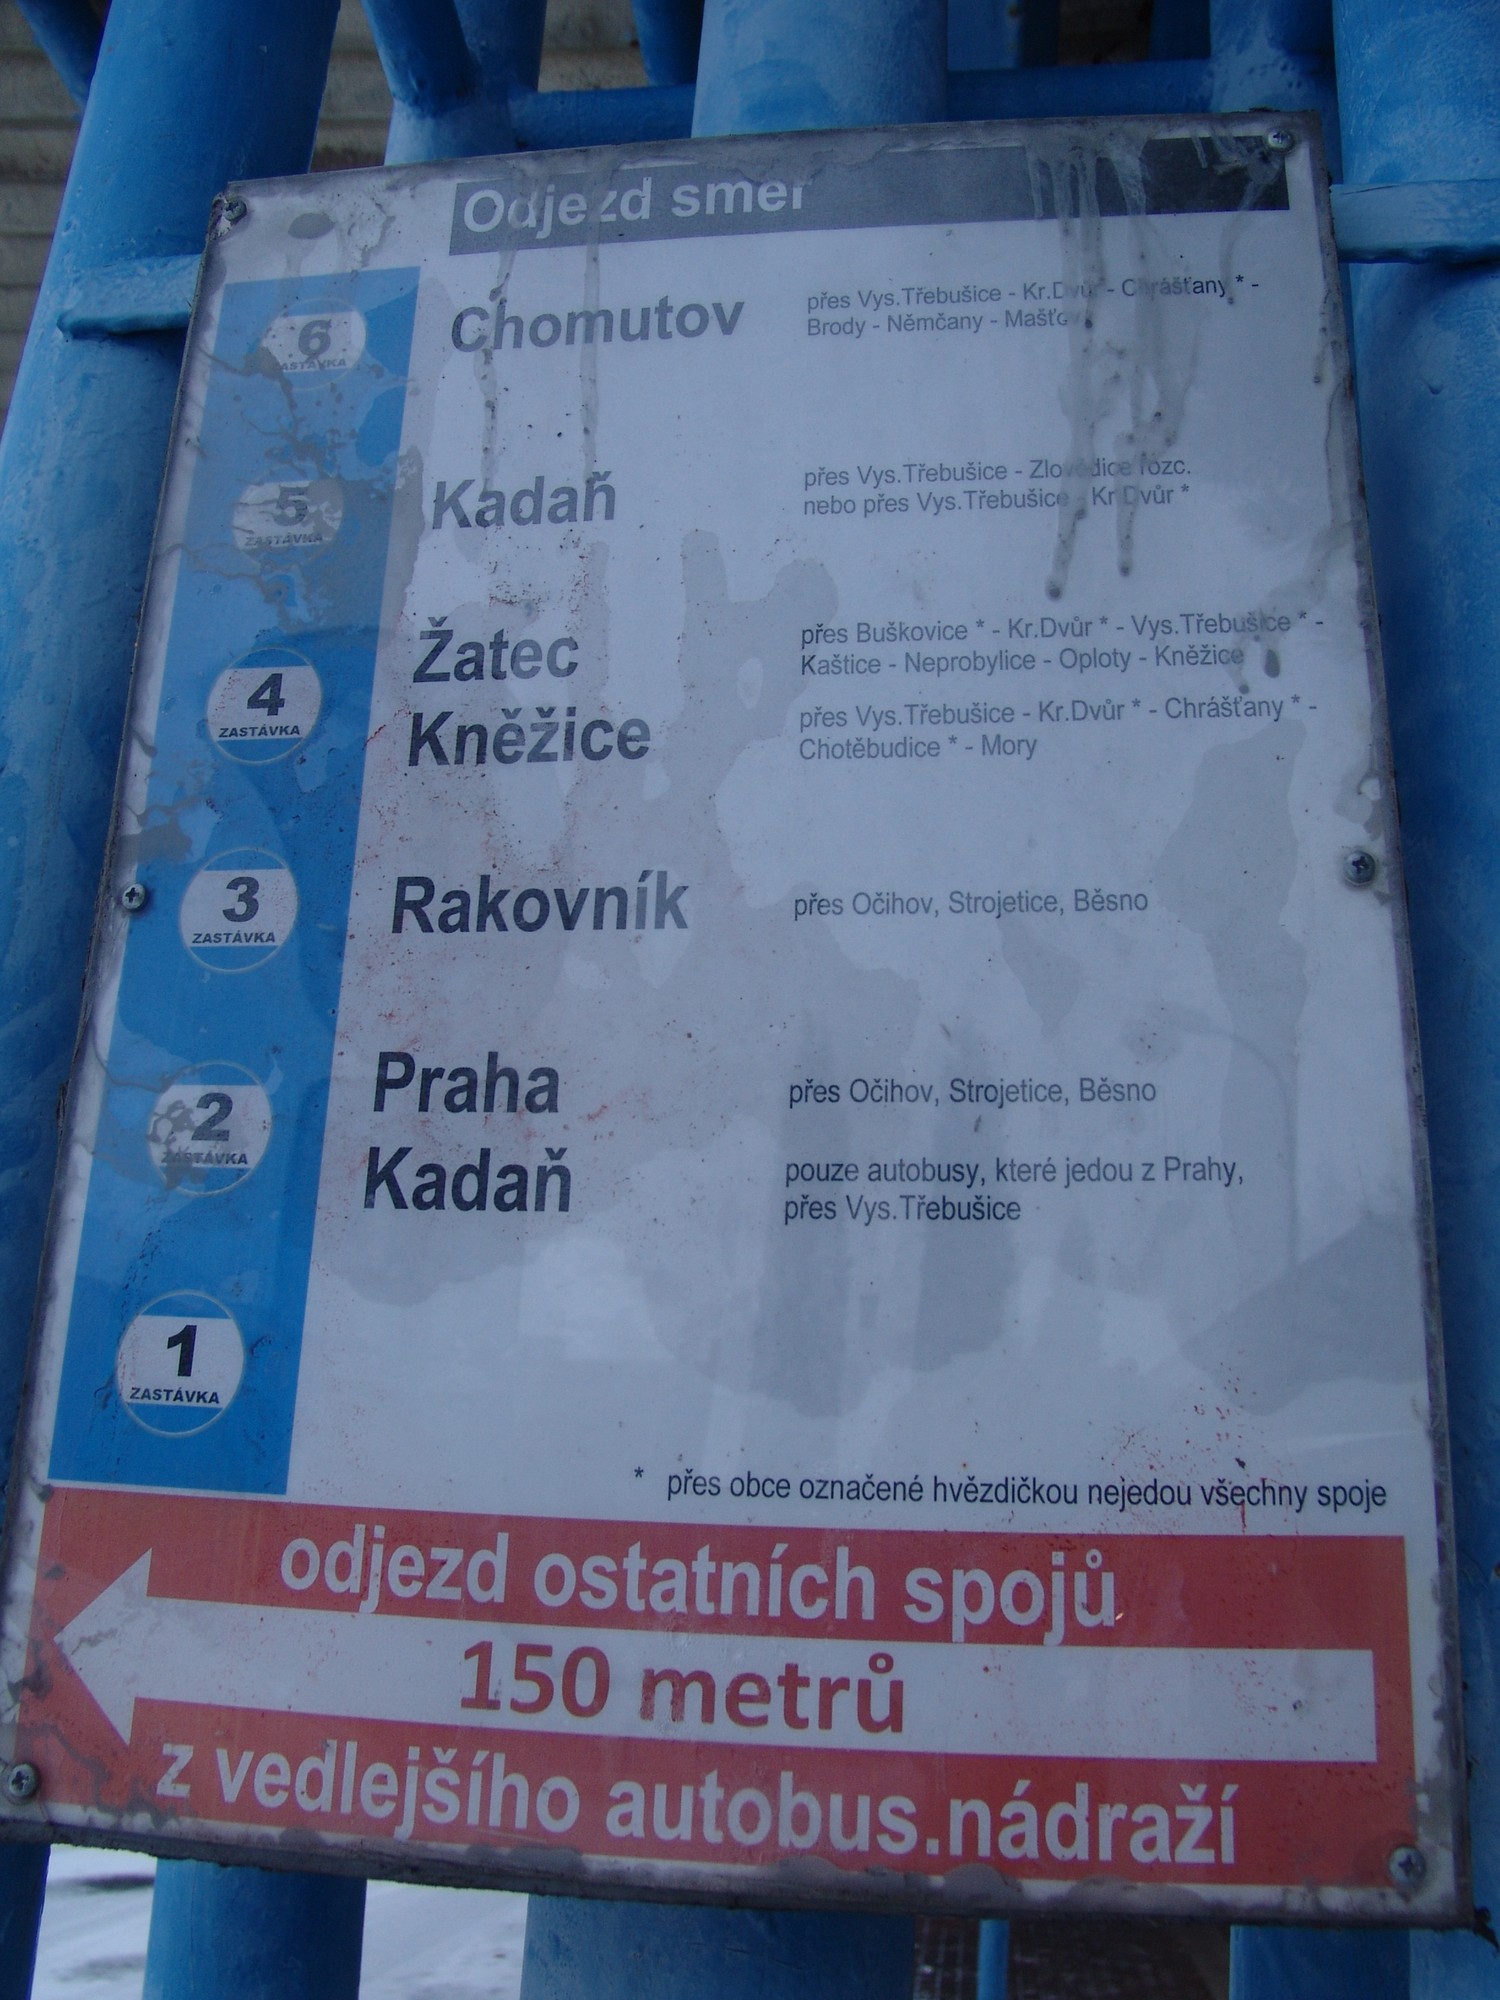 Odjezd směr
6
ZASTÁVKA
Chomutov
přes Vys.Třebušice - Kr.Dvůr - Chrášťany * -
Brody - Němčany - Mašťov
5
ZASTÁVKA
Kadaň
přes Vys.Třebušice - Zlovědice rozc.
nebo přes Vys.Třebušice - Kr.Dvůr *
4
ZASTÁVKA
Žatec
přes Buškovice * - Kr.Dvůr * - Vys.Třebušice * -
Kaštice - Neprobylice - Oploty - Kněžice
Kněžice
přes Vys.Třebušice - Kr.Dvůr * - Chrášťany * -
Chotěbudice * - Mory
3
ZASTÁVKA
Rakovník
přes Očihov, Strojetice, Běsno
2
ZASTÁVKA
Praha
přes Očihov, Strojetice, Běsno
Kadaň
pouze autobusy, které jedou z Prahy,
přes Vys.Třebušice
1
ZASTÁVKA
* přes obce označené hvězdičkou nejedou všechny spoje
odjezd ostatních spojů
150 metrů
z vedlejšího autobus.nádraží